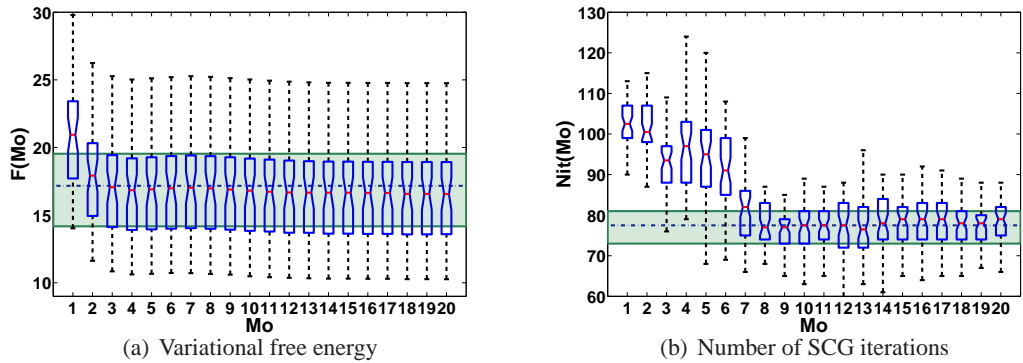 30
25
20
15
10
F(Mo)
1 2 3 4 5 6 7 8 9 10 11 12 13 14 15 16 17 18 19 20
Mo
(a) Variational free energy
130
120
110
100
90
80
70
60
Nit(Mo)
1 2 3 4 5 6 7 8 9 10 11 12 13 14 15 16 17 18 19 20
Mo
(b) Number of SCG iterations